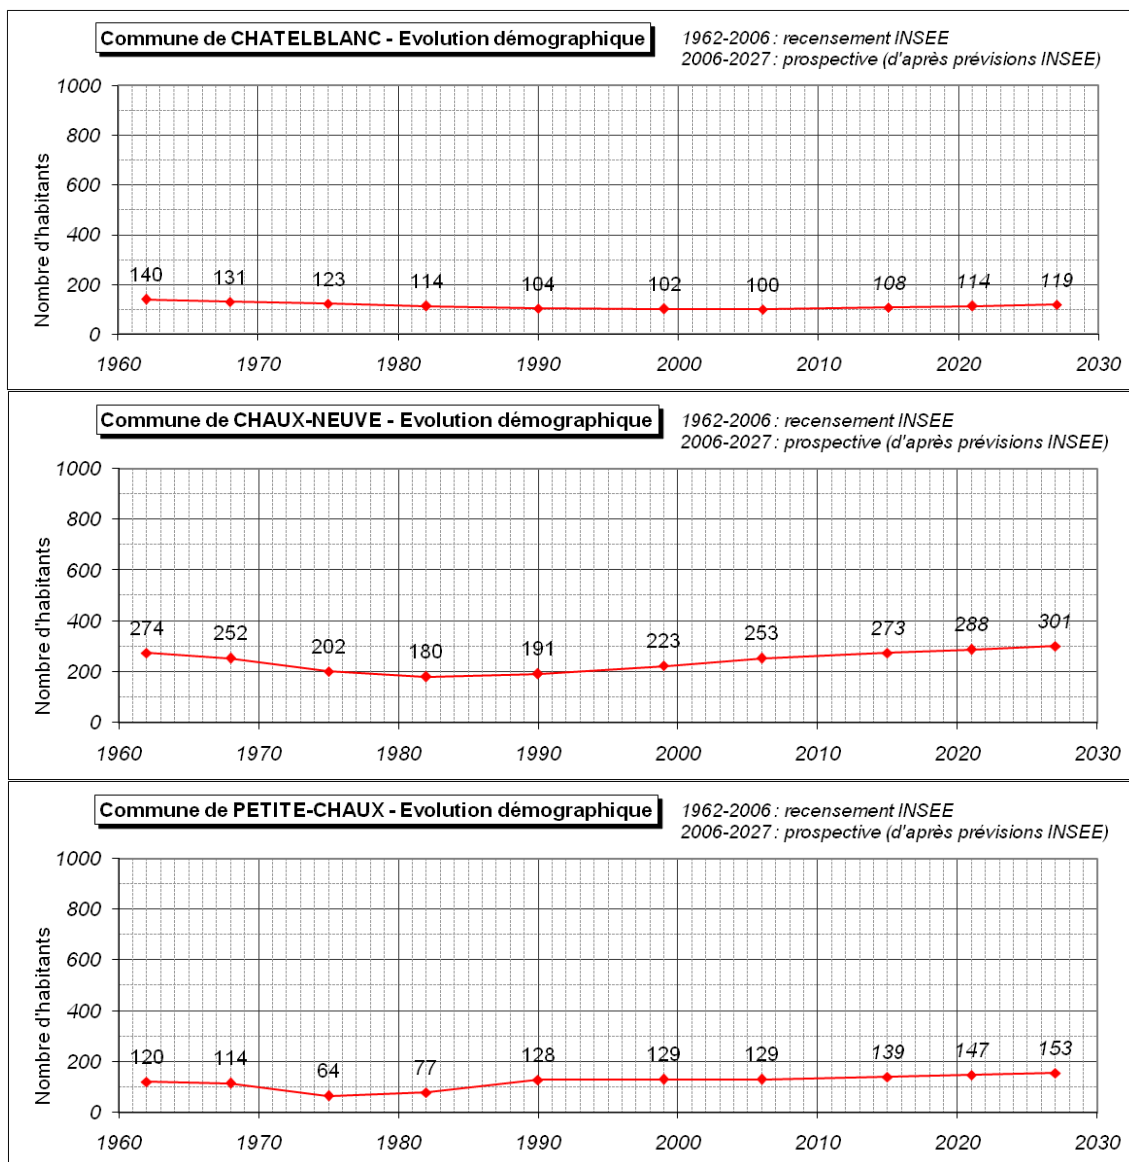 Commune de CHATELBLANC - Evolution démographique
1962-2006 : recensement INSEE
2006-2027 : prospective (d'après prévisions INSEE)
Nombre d'habitants
1000
800
600
400
200
0
140 131 123 114 104 102 100 108 114 119
1960 1970 1980 1990 2000 2010 2020 2030
Commune de CHAUX-NEUVE - Evolution démographique
1962-2006 : recensement INSEE
2006-2027 : prospective (d'après prévisions INSEE)
Nombre d'habitants
1000
800
600
400
200
0
274 252 202 180 191 223 253 273 288 301
1960 1970 1980 1990 2000 2010 2020 2030
Commune de PETITE-CHAUX - Evolution démographique
1962-2006 : recensement INSEE
2006-2027 : prospective (d'après prévisions INSEE)
Nombre d'habitants
1000
800
600
400
200
0
120 114 64 77 128 129 129 139 147 153
1960 1970 1980 1990 2000 2010 2020 2030